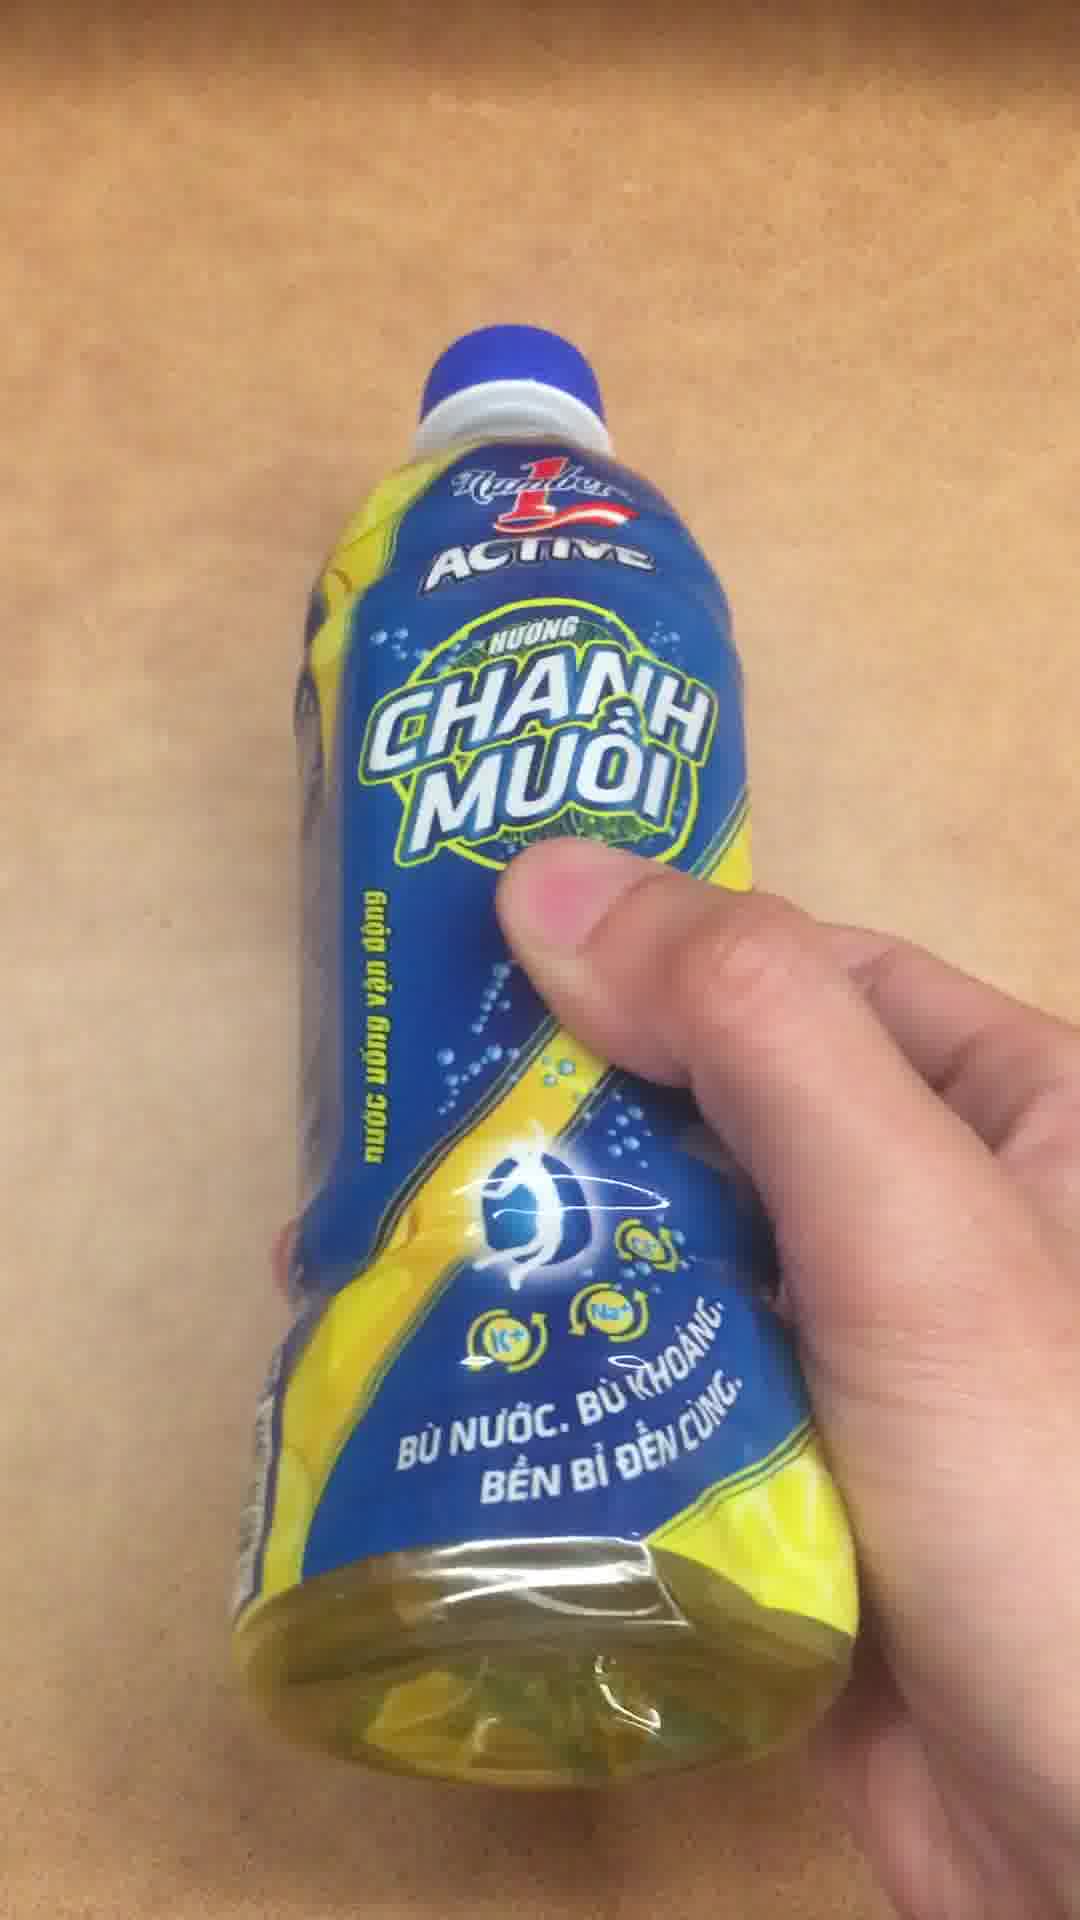 Number 1
ACTIVE
HƯƠNG
CHANH
MUỐI
nước uống vận động
Na+
K+
BÙ NƯỚC. BÙ KHOÁNG.
BỀN BỈ ĐẾN CÙNG.